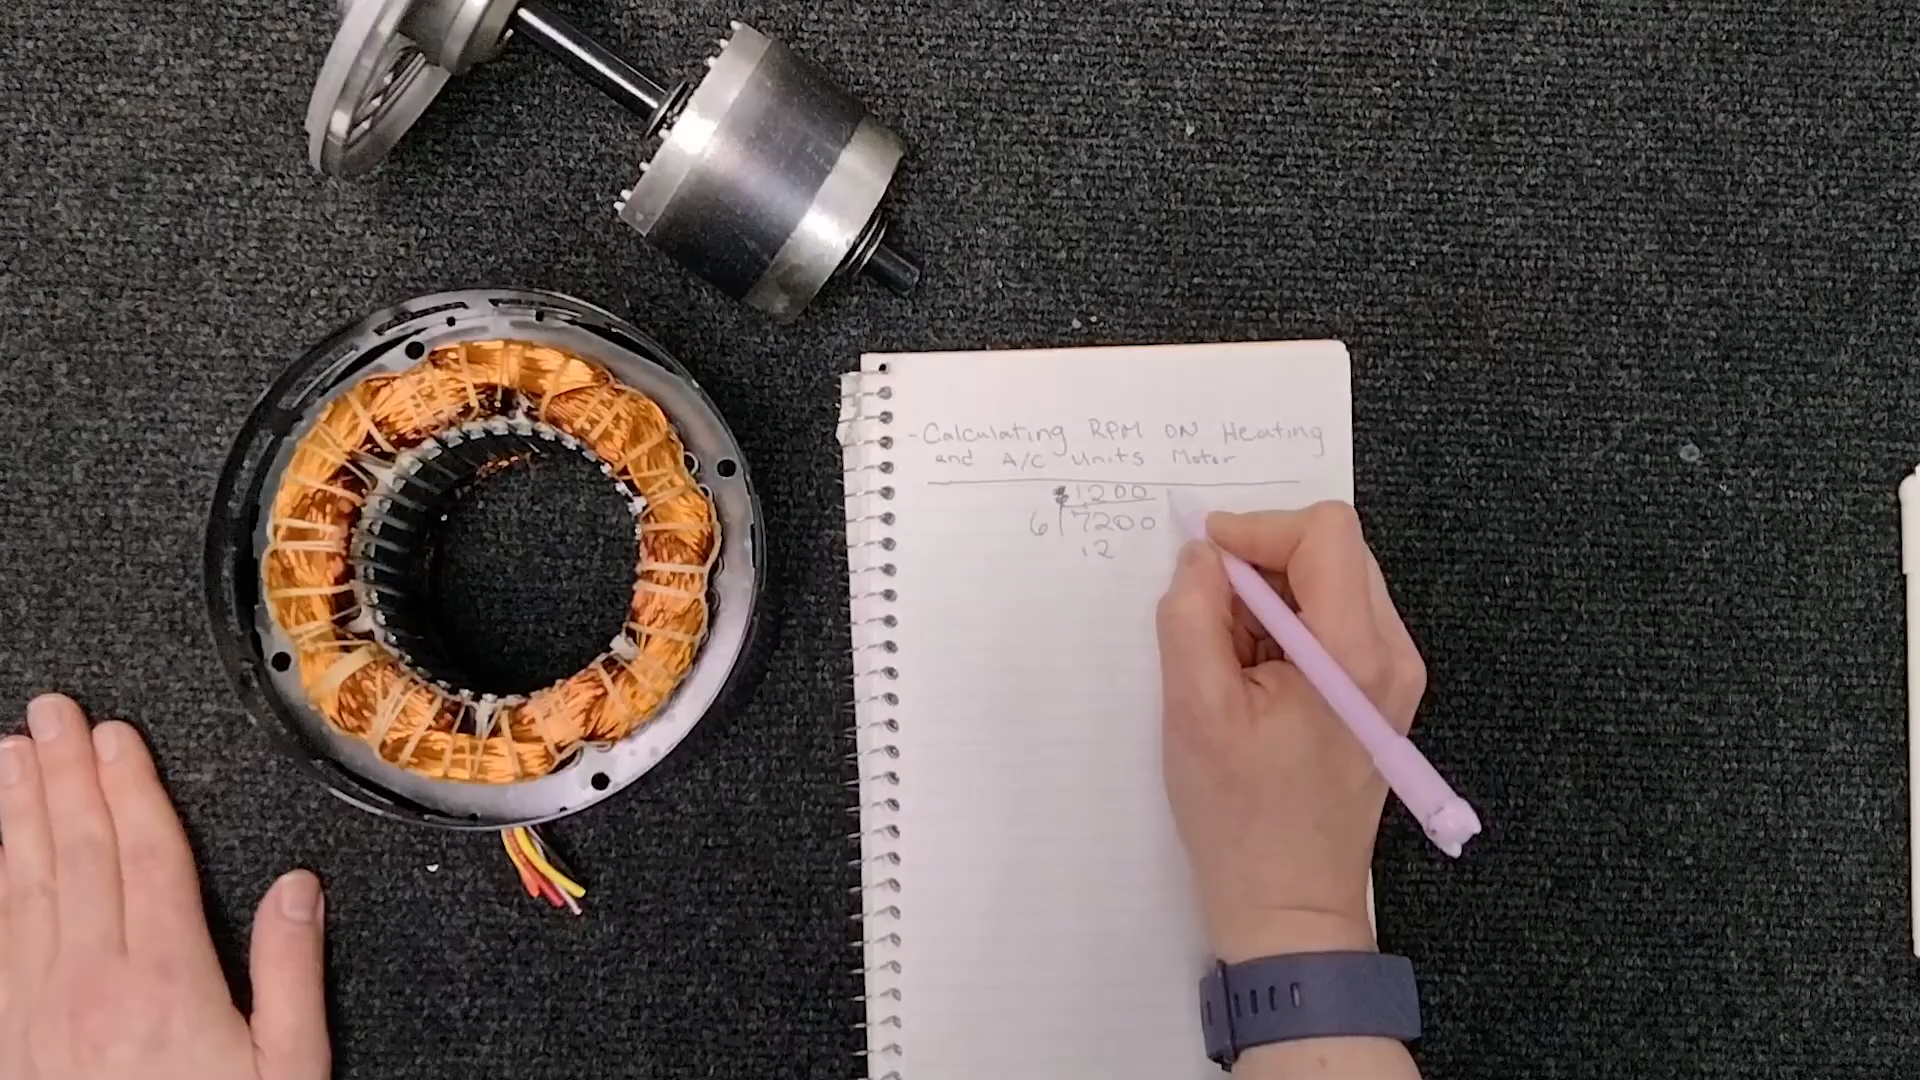 - Calculating RPM ON Heating
and A/C Units Motor
1200
6 7200
12